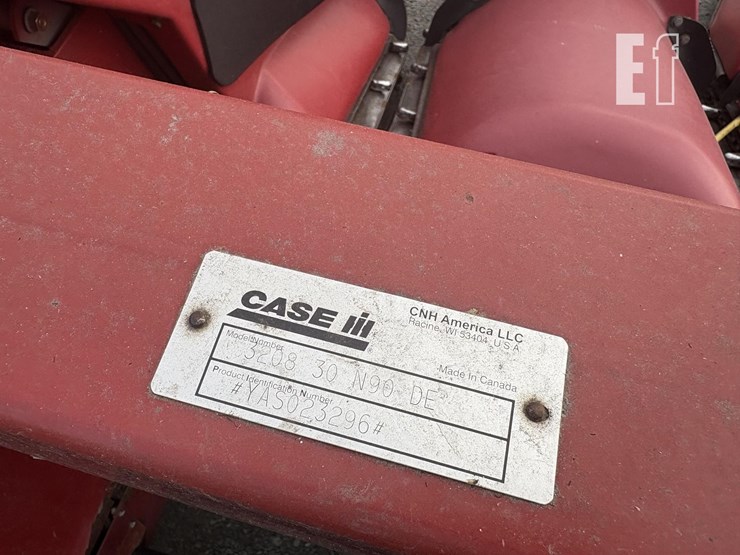 Ef
CASE IH
CNH America LLC
Racine, WI 53404 U.S.A.
Model Number
Made in Canada
3208 30 N90 DE
Product Identification Number
#YAS023296#